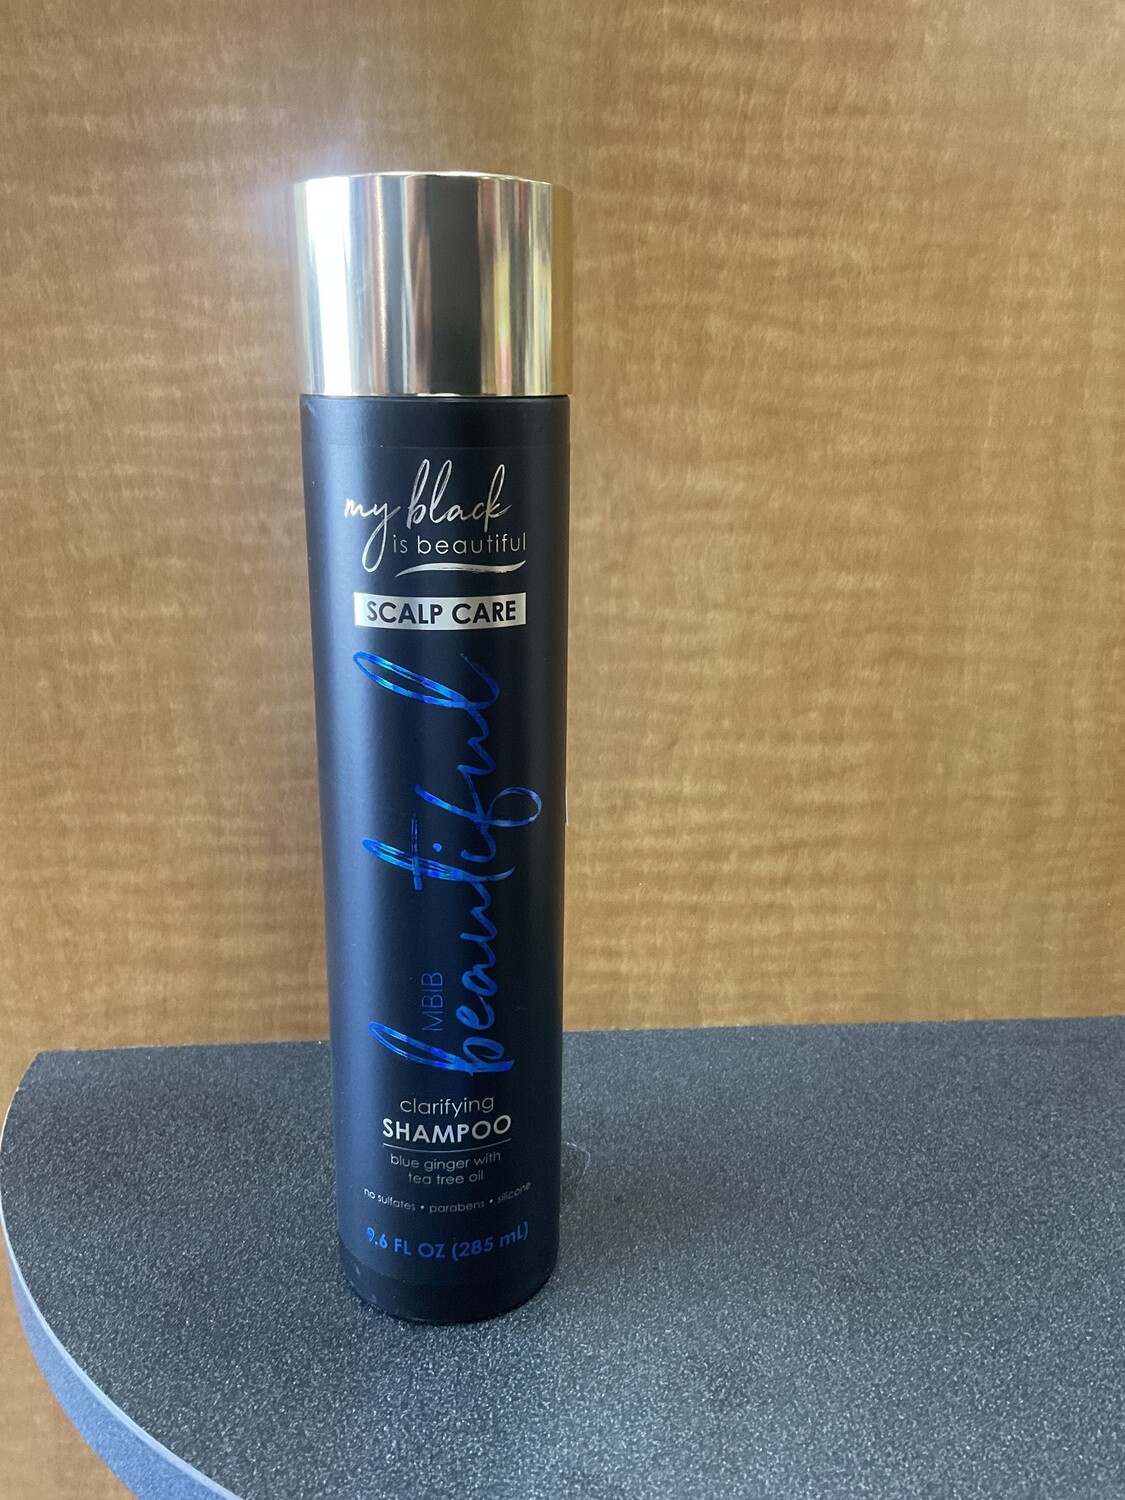 my black
is beautiful
SCALP CARE
MBIB
beautiful
clarifying
SHAMPOO
blue ginger with
tea tree oil
no sulfates • parabens • silicone
9.6 FL OZ (285 mL)